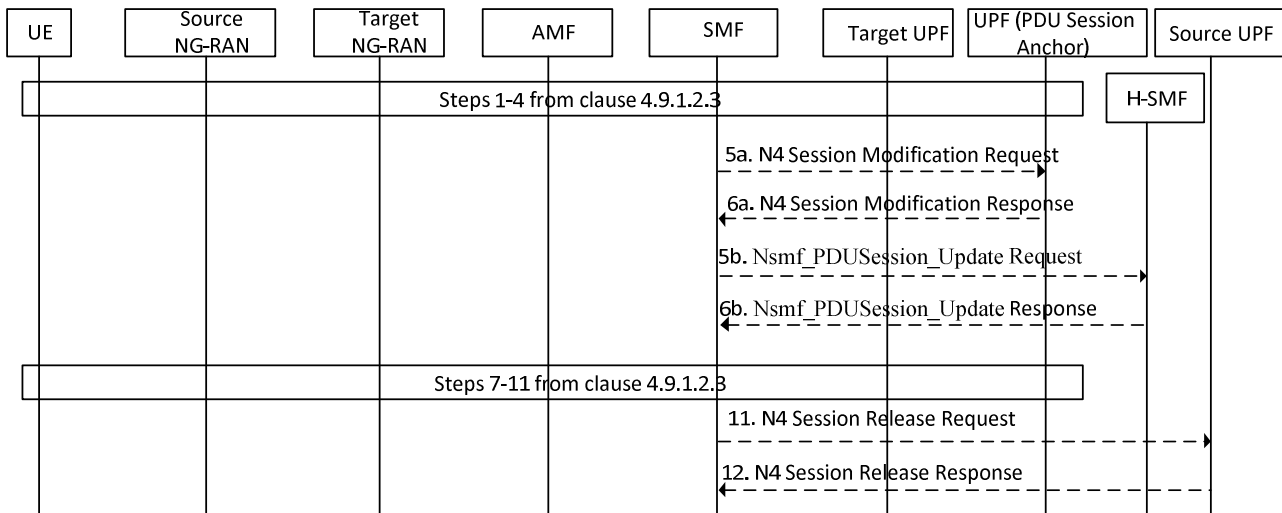 UE
Source
NG-RAN
Target
NG-RAN
AMF
SMF
Target UPF
UPF (PDU Session
Anchor)
Source UPF
Steps 1-4 from clause 4.9.1.2.3
H-SMF
5a. N4 Session Modification Request
6a. N4 Session Modification Response
5b. Nsmf_PDUSession_Update Request
6b. Nsmf_PDUSession_Update Response
Steps 7-11 from clause 4.9.1.2.3
11. N4 Session Release Request
12. N4 Session Release Response